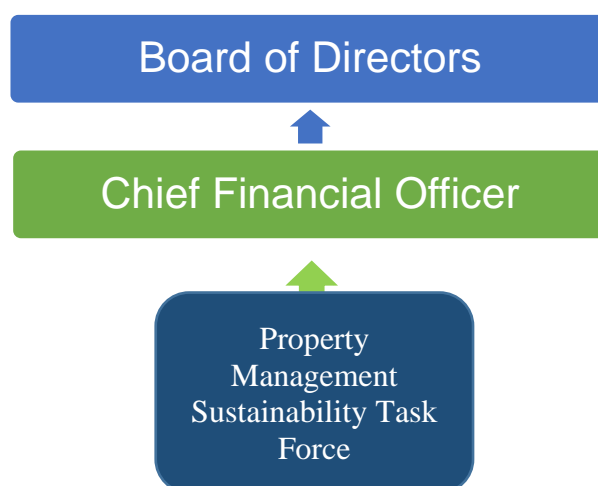 Board of Directors
Chief Financial Officer
Property
Management
Sustainability Task
Force